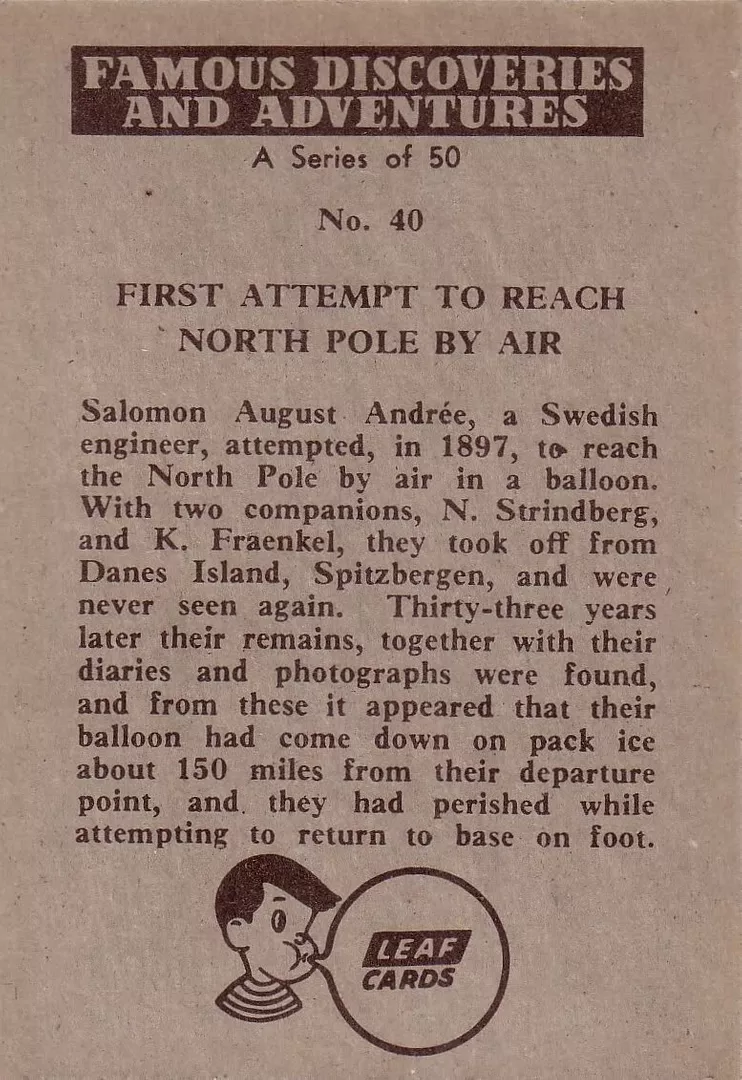 FAMOUS DISCOVERIES
AND ADVENTURES
A Series of 50
No. 40
FIRST ATTEMPT TO REACH
NORTH POLE BY AIR
Salomon August Andrée, a Swedish
engineer, attempted, in 1897, to reach
the North Pole by air in a balloon.
With two companions, N. Strindberg,
and K. Fraenkel, they took off from
Danes Island, Spitzbergen, and were
never seen again. Thirty-three years
later their remains, together with their
diaries and photographs were found,
and from these it appeared that their
balloon had come down on pack ice
about 150 miles from their departure
point, and they had perished while
attempting to return to base on foot.
LEAF
CARDS